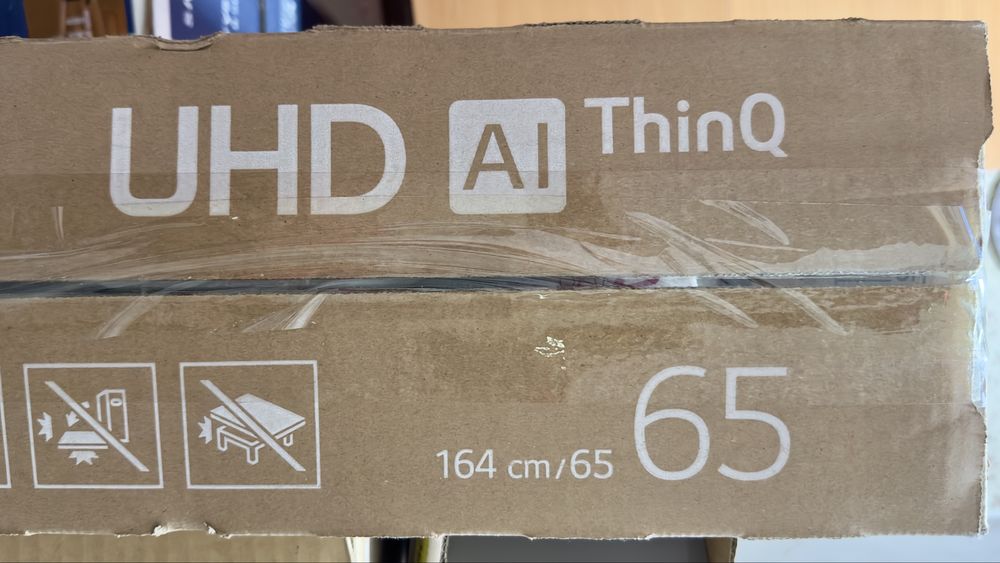 UHD AI ThinQ
164 cm/65 65